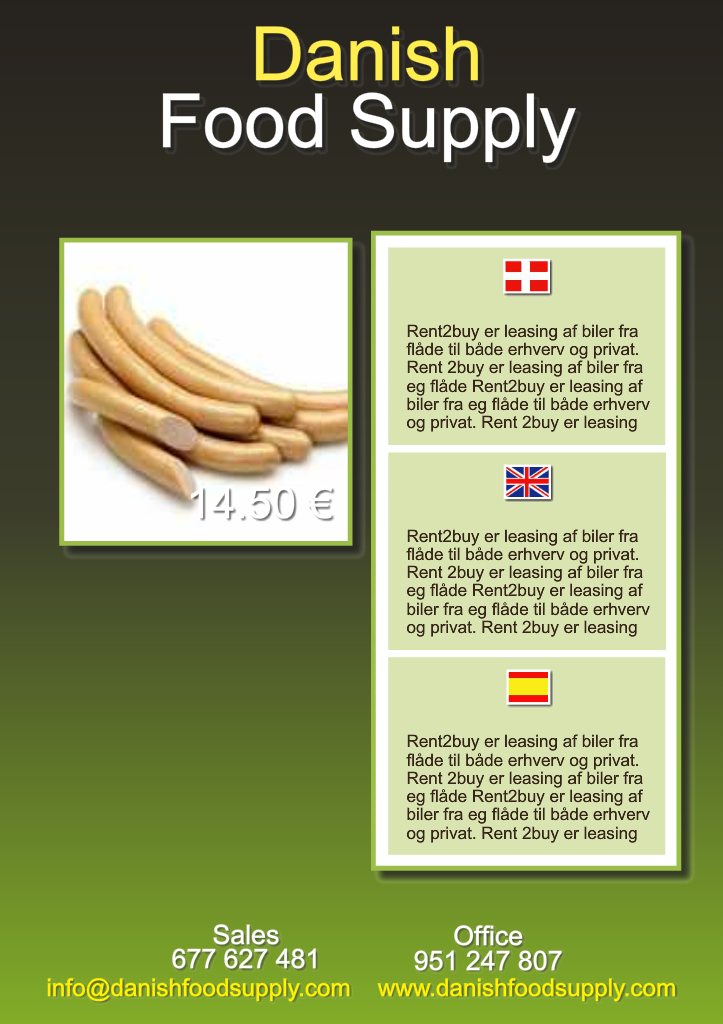 Danish
Food Supply
14.50 €
Rent2buy er leasing af biler fra
flåde til både erhverv og privat.
Rent 2buy er leasing af biler fra
eg flåde Rent2buy er leasing af
biler fra eg flåde til både erhverv
og privat. Rent 2buy er leasing
Rent2buy er leasing af biler fra
flåde til både erhverv og privat.
Rent 2buy er leasing af biler fra
eg flåde Rent2buy er leasing af
biler fra eg flåde til både erhverv
og privat. Rent 2buy er leasing
Rent2buy er leasing af biler fra
flåde til både erhverv og privat.
Rent 2buy er leasing af biler fra
eg flåde Rent2buy er leasing af
biler fra eg flåde til både erhverv
og privat. Rent 2buy er leasing
Sales
677 627 481
info@danishfoodsupply.com
Office
951 247 807
www.danishfoodsupply.com